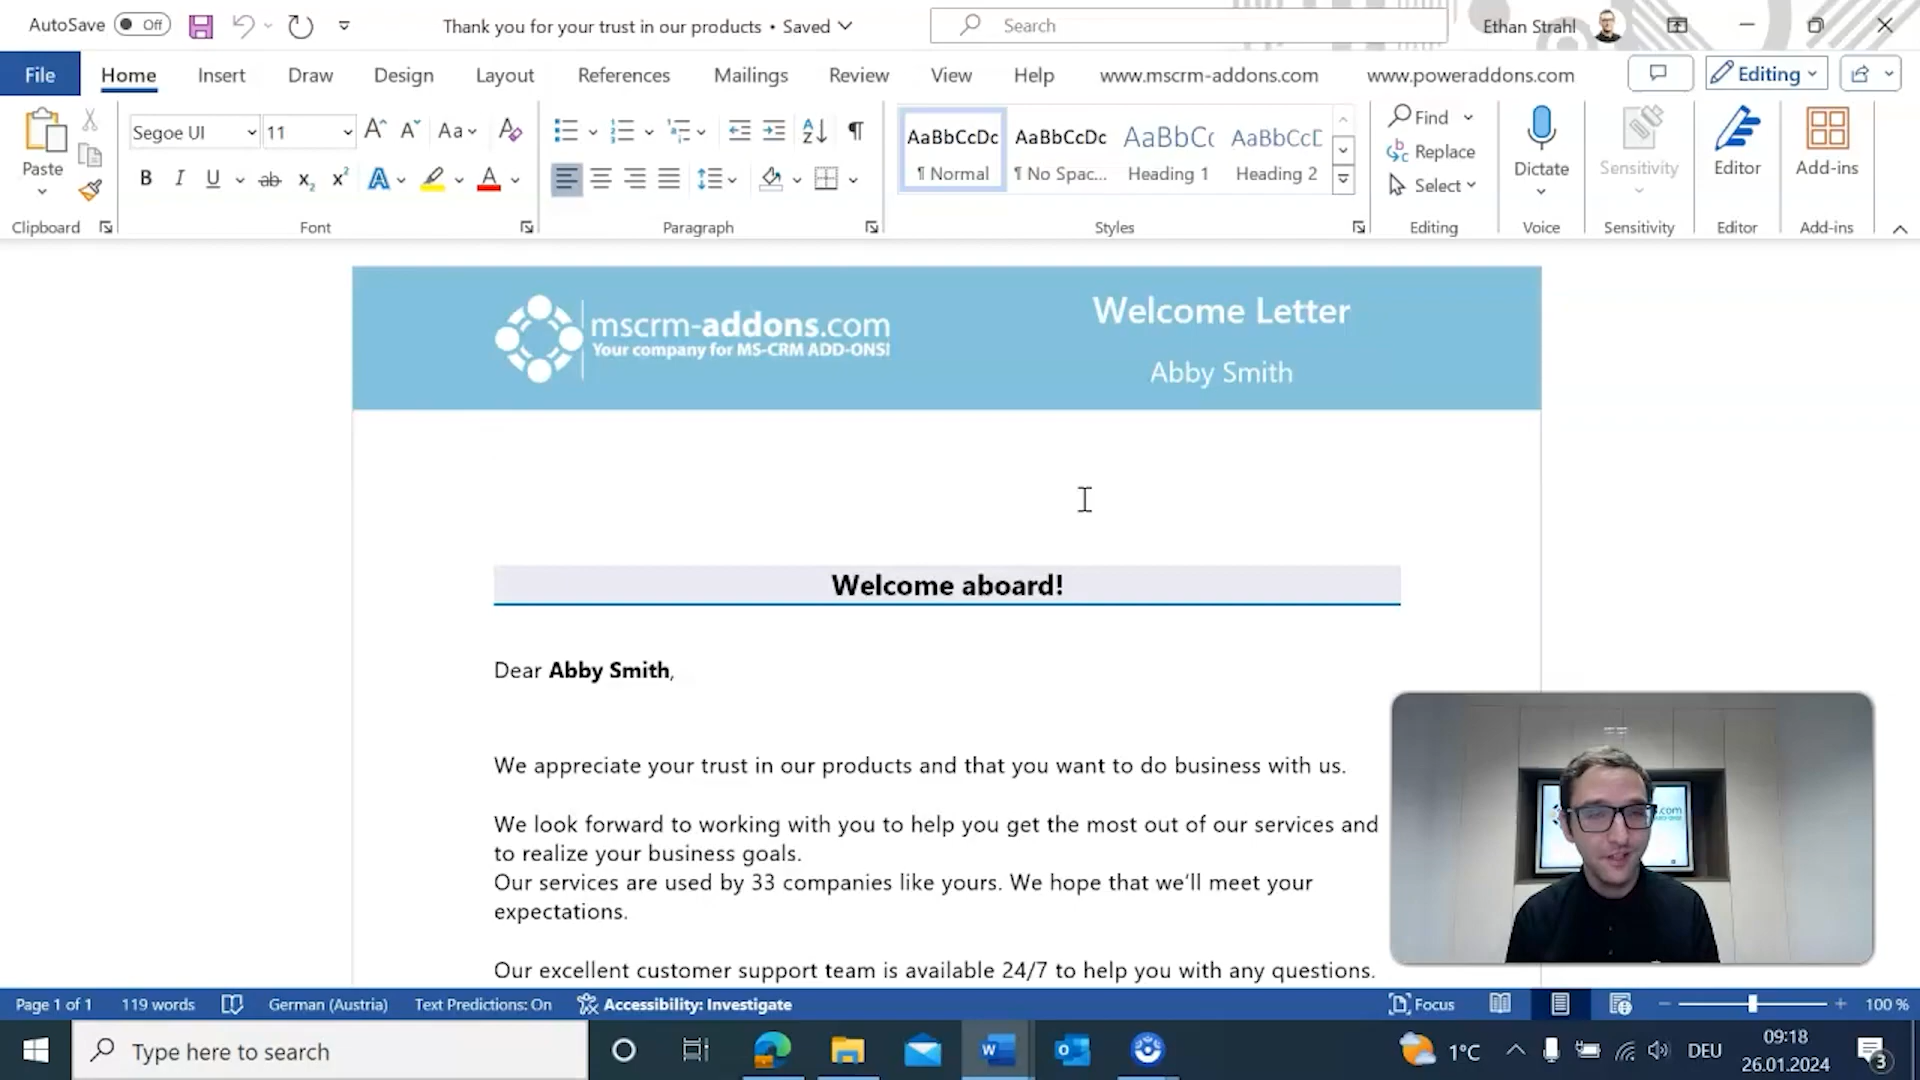 AutoSave Off Thank you for your trust in our products • Saved Search Ethan Strahl
File Home Insert Draw Design Layout References Mailings Review View Help www.mscrm-addons.com www.poweraddons.com Editing
Paste Segoe UI 11 A A Aa A AaBbCcDc AaBbCcDc AaBbC AaBbCcD Find Dictate Sensitivity Editor Add-ins
Replace
B I U ab x₂ x² A A ¶ Normal ¶ No Spac... Heading 1 Heading 2 Select
Clipboard Font Paragraph Styles Editing Voice Sensitivity Editor Add-ins
mscrm-addons.com
Your company for MS-CRM ADD-ONS!
Welcome Letter
Abby Smith
Welcome aboard!
Dear Abby Smith,
We appreciate your trust in our products and that you want to do business with us.
We look forward to working with you to help you get the most out of our services and
to realize your business goals.
Our services are used by 33 companies like yours. We hope that we'll meet your
expectations.
Our excellent customer support team is available 24/7 to help you with any questions.
Page 1 of 1 119 words German (Austria) Text Predictions: On Accessibility: Investigate Focus 100 %
Type here to search 1°C DEU 09:18
26.01.2024 3